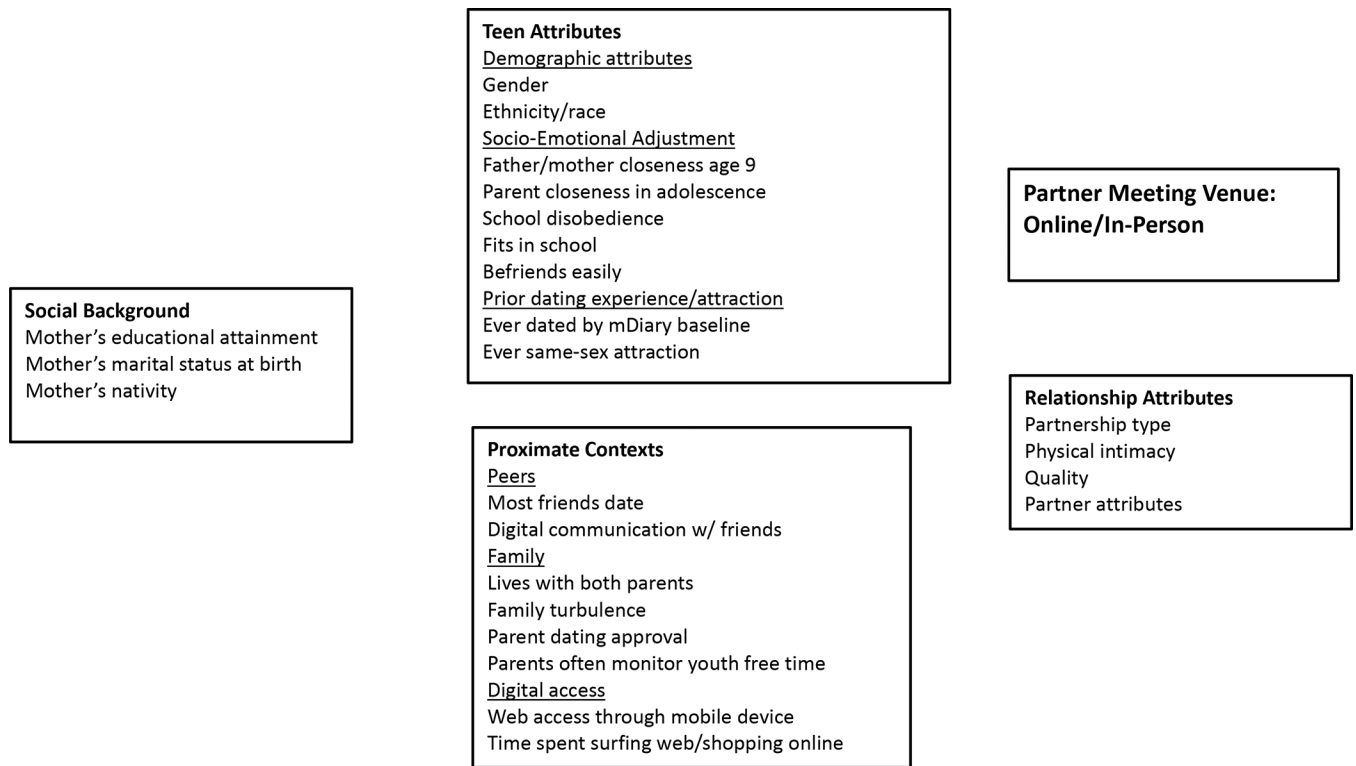 Social Background
Mother’s educational attainment
Mother’s marital status at birth
Mother’s nativity
Teen Attributes
Demographic attributes
Gender
Ethnicity/race
Socio-Emotional Adjustment
Father/mother closeness age 9
Parent closeness in adolescence
School disobedience
Fits in school
Befriends easily
Prior dating experience/attraction
Ever dated by mDiary baseline
Ever same-sex attraction
Proximate Contexts
Peers
Most friends date
Digital communication w/ friends
Family
Lives with both parents
Family turbulence
Parent dating approval
Parents often monitor youth free time
Digital access
Web access through mobile device
Time spent surfing web/shopping online
Partner Meeting Venue:
Online/In-Person
Relationship Attributes
Partnership type
Physical intimacy
Quality
Partner attributes